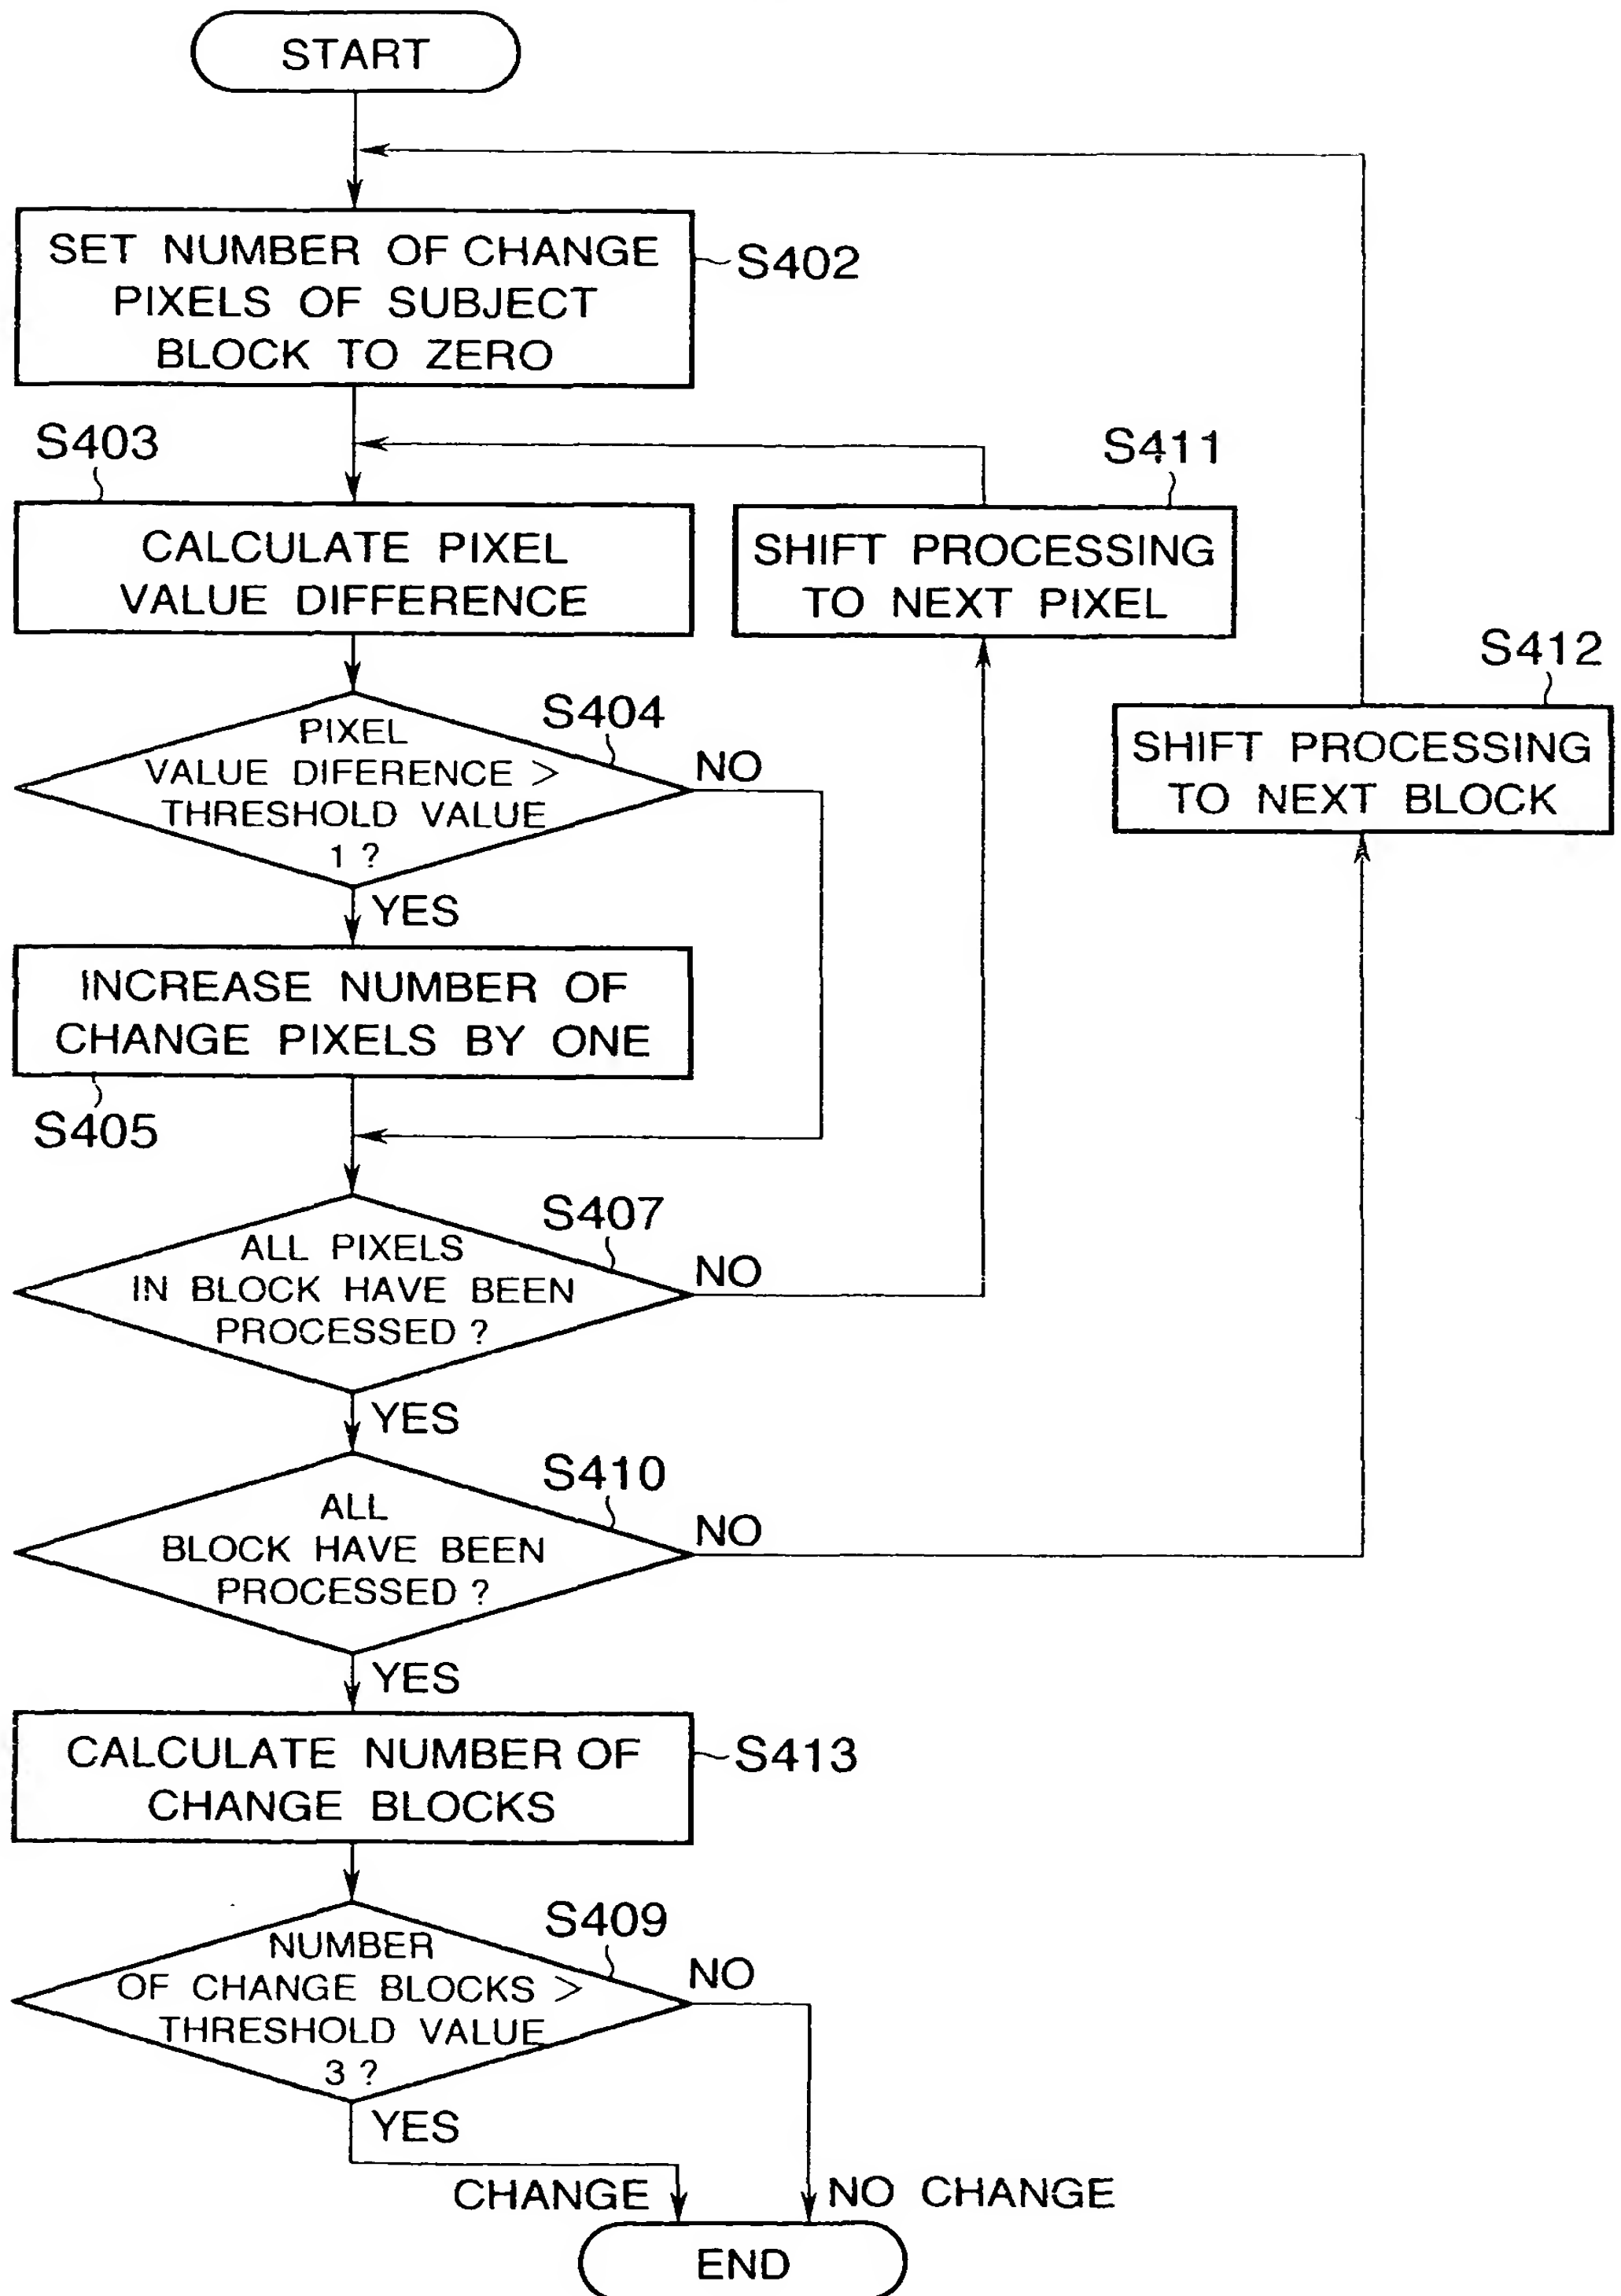 START
SET NUMBER OF CHANGE
PIXELS OF SUBJECT
BLOCK TO ZERO
S402
S403
CALCULATE PIXEL
VALUE DIFFERENCE
S411
SHIFT PROCESSING
TO NEXT PIXEL
S412
SHIFT PROCESSING
TO NEXT BLOCK
S404
PIXEL
VALUE DIFERENCE >
THRESHOLD VALUE
1 ?
NO
YES
INCREASE NUMBER OF
CHANGE PIXELS BY ONE
S405
S407
ALL PIXELS
IN BLOCK HAVE BEEN
PROCESSED ?
NO
YES
S410
ALL
BLOCK HAVE BEEN
PROCESSED ?
NO
YES
CALCULATE NUMBER OF
CHANGE BLOCKS
S413
S409
NUMBER
OF CHANGE BLOCKS >
THRESHOLD VALUE
3 ?
NO
YES
CHANGE
NO CHANGE
END